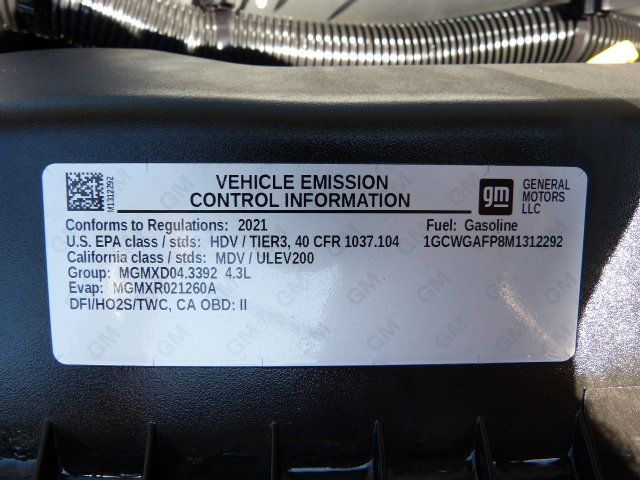 M1312292
VEHICLE EMISSION
CONTROL INFORMATION
gm
GENERAL
MOTORS
LLC
Conforms to Regulations: 2021
Fuel: Gasoline
U.S. EPA class / stds: HDV / TIER3, 40 CFR 1037.104
1GCWGAFP8M1312292
California class / stds: MDV / ULEV200
Group: MGMXD04.3392 4.3L
Evap: MGMXR021260A
DFI/HO2S/TWC, CA OBD: II